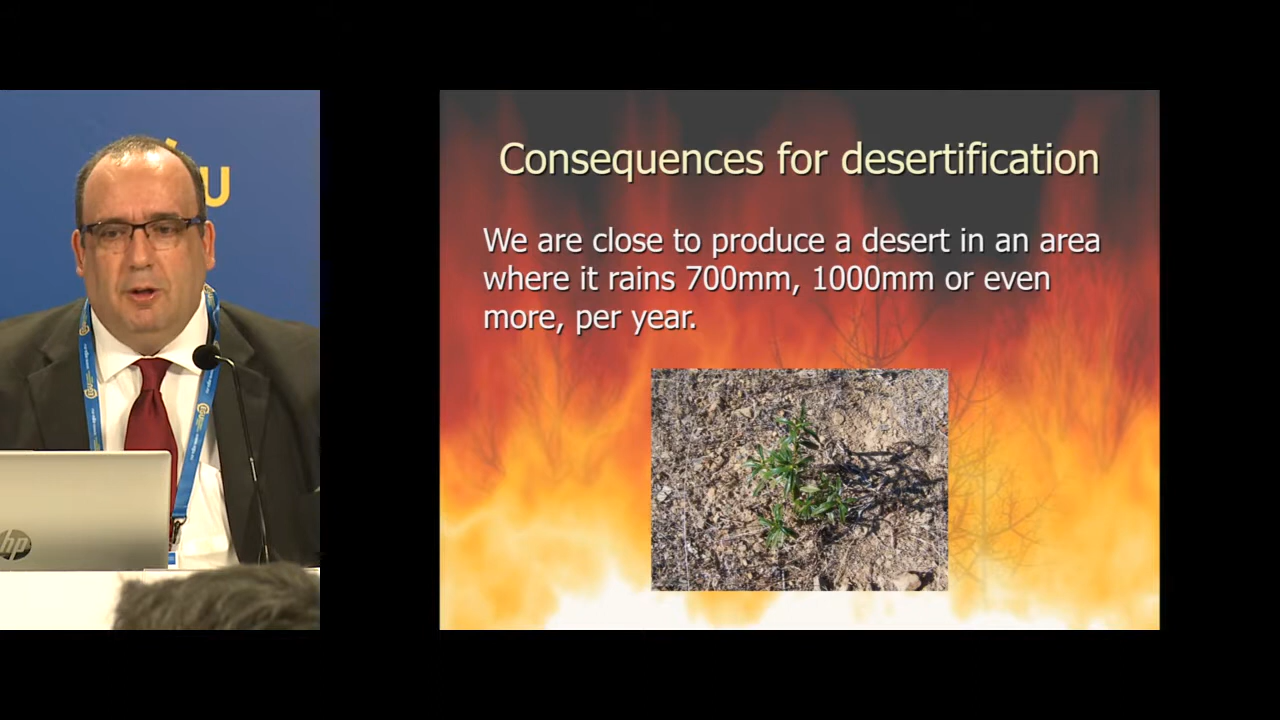 u
hp
Consequences for desertification
We are close to produce a desert in an area
where it rains 700mm, 1000mm or even
more, per year.